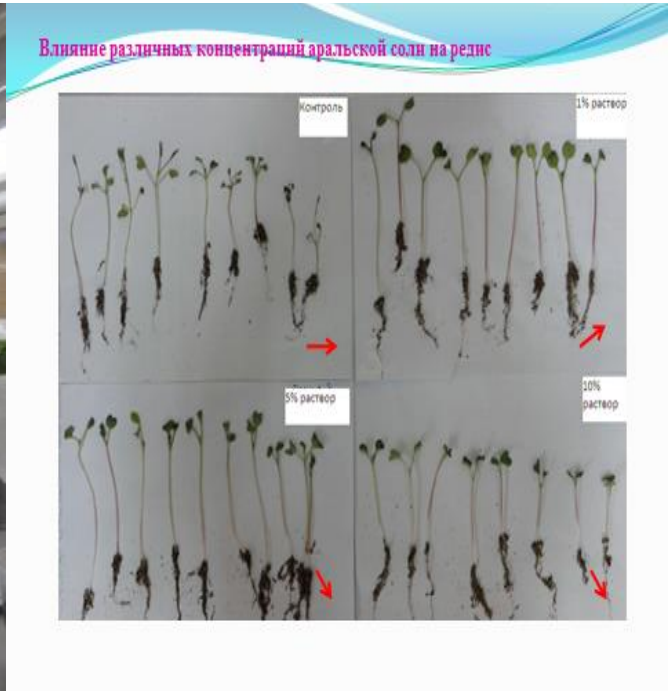 Влияние различных концентраций аральской соли на редис
Контроль
1% раствор
5% раствор
10%
раствор